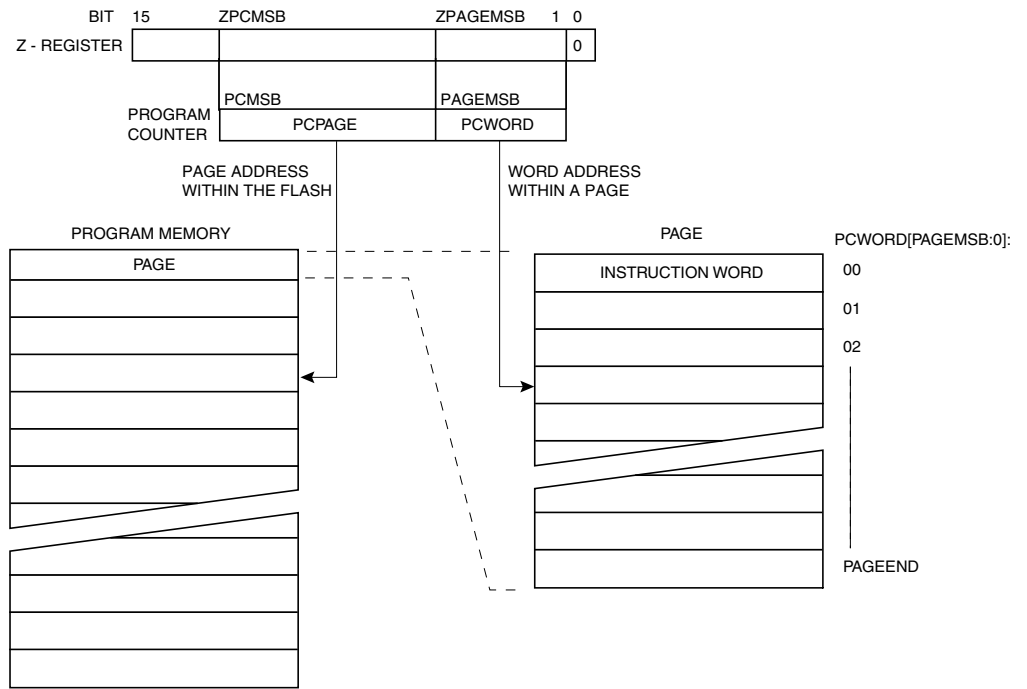 BIT 15 ZPCMSB ZPAGEMSB 1 0
Z - REGISTER 0
PCMSB PAGEMSB
PROGRAM
COUNTER
PCPAGE PCWORD
PAGE ADDRESS
WITHIN THE FLASH
WORD ADDRESS
WITHIN A PAGE
PROGRAM MEMORY
PAGE
PAGE
INSTRUCTION WORD
PCWORD[PAGEMSB:0]:
00
01
02
PAGEEND